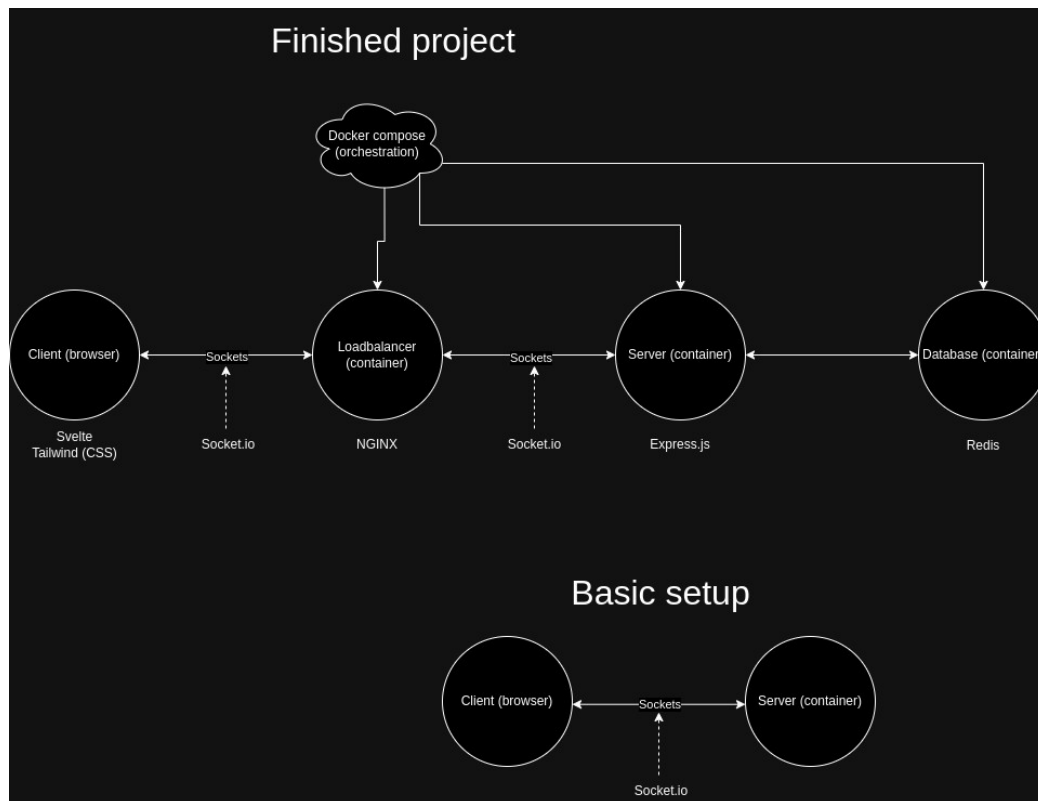 Finished project
Docker compose
(orchestration)
Client (browser)
Sockets
Loadbalancer
(container)
Sockets
Server (container)
Database (container
Svelte
Tailwind (CSS)
Socket.io
NGINX
Socket.io
Express.js
Redis
Basic setup
Client (browser)
Sockets
Server (container)
Socket.io